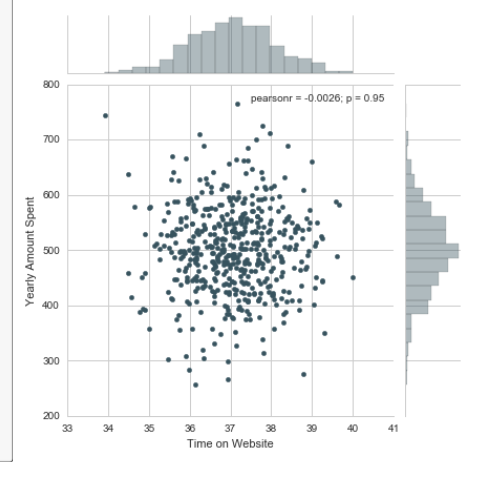 800
pearsonr = -0.0026; p = 0.95
700
600
500
400
300
200
Yearly Amount Spent
33 34 35 36 37 38 39 40 41
Time on Website